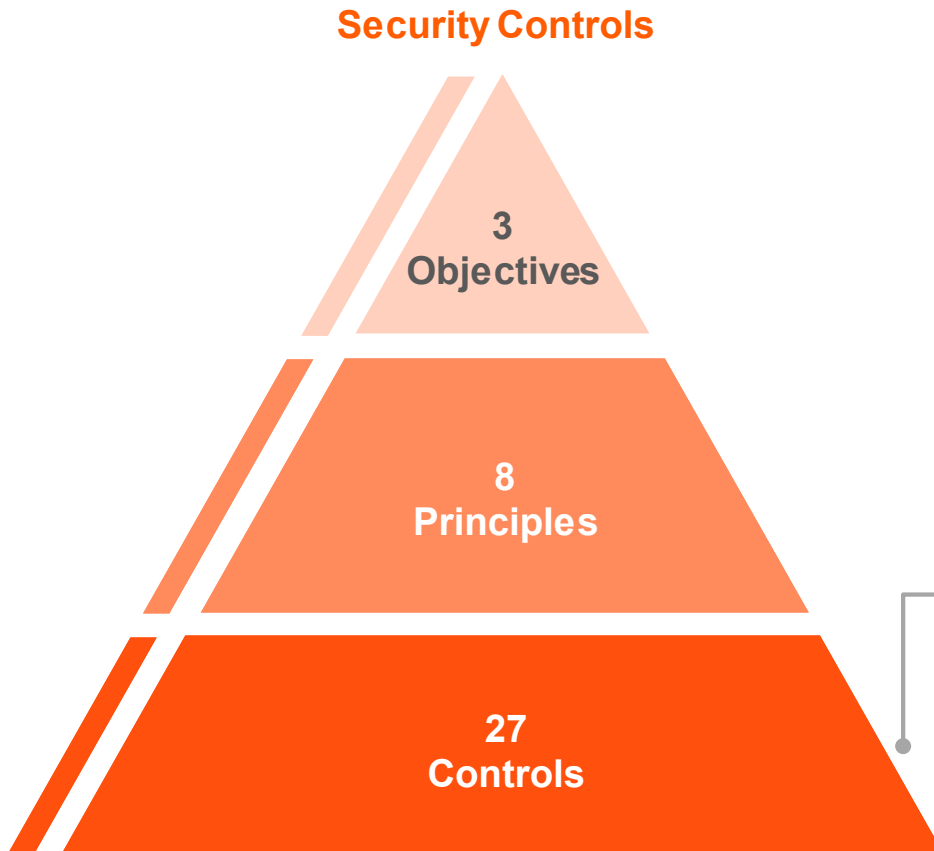 Security Controls
3
Objectives
8
Principles
27
Controls